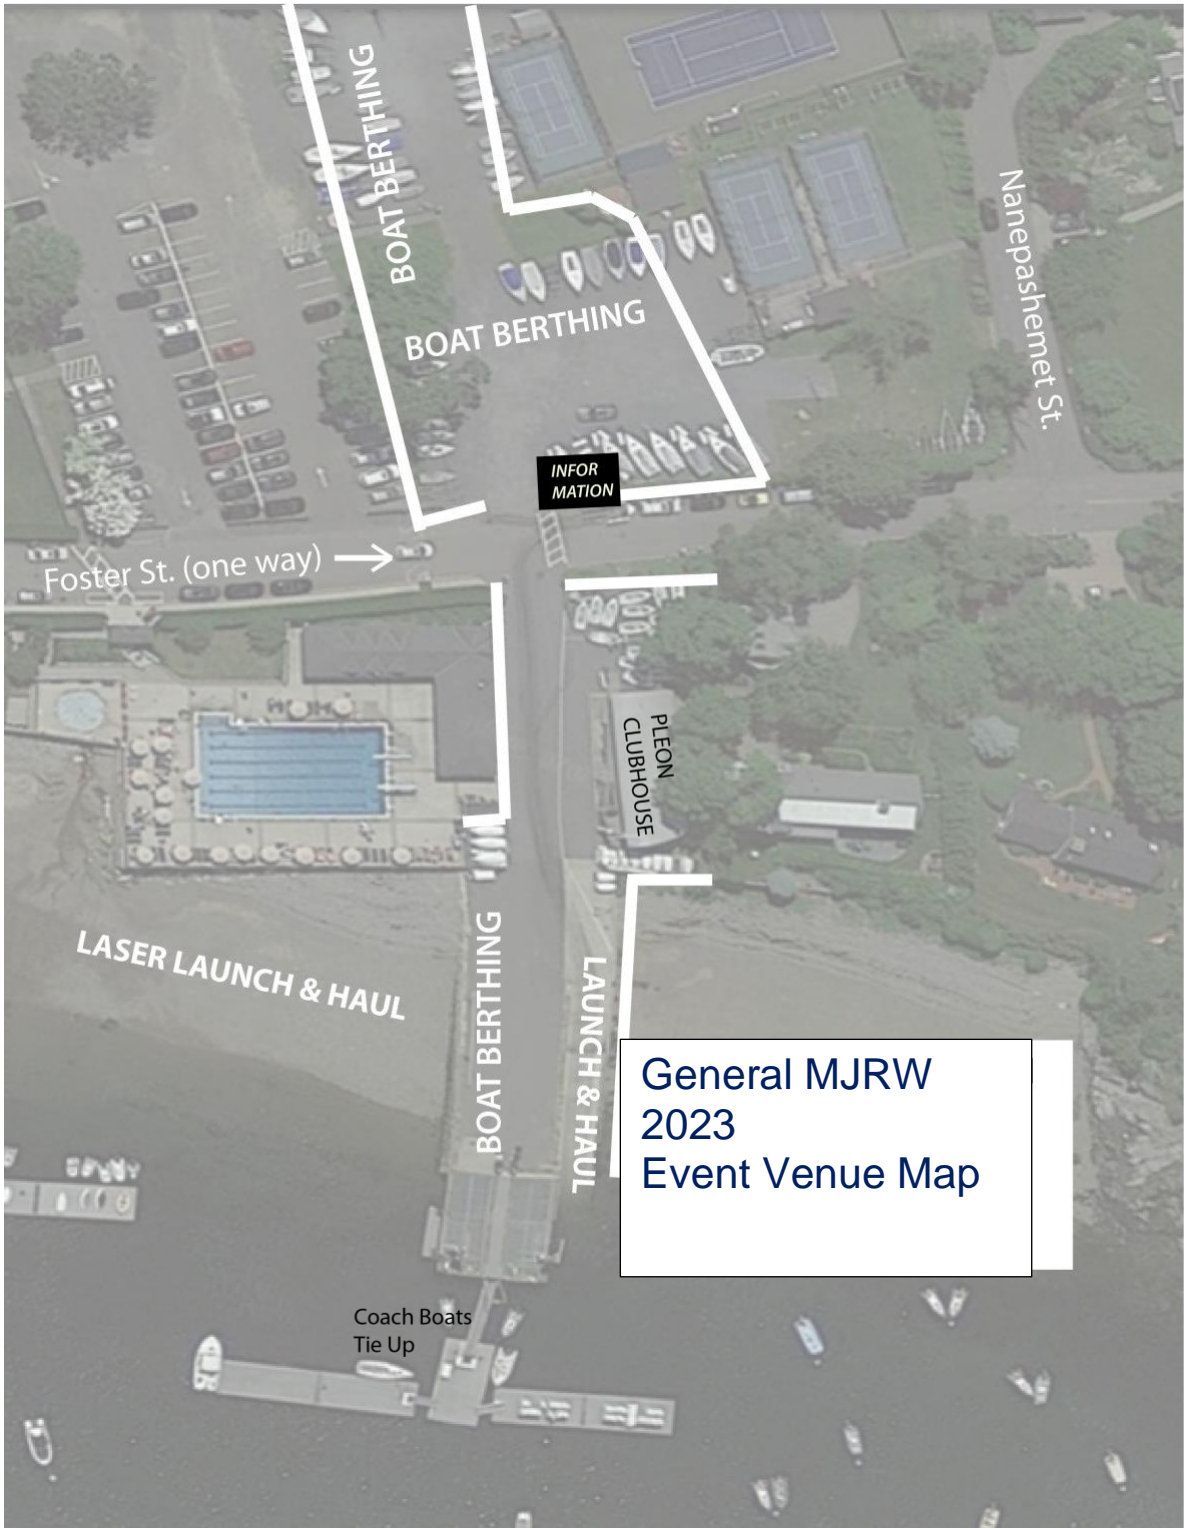 BOAT BERTHING
Nanepashemet St.
BOAT BERTHING
INFOR
MATION
Foster St. (one way)
PLEON
CLUBHOUSE
LASER LAUNCH & HAUL
BOAT BERTHING
LAUNCH & HAUL
General MJRW
2023
Event Venue Map
Coach Boats
Tie Up